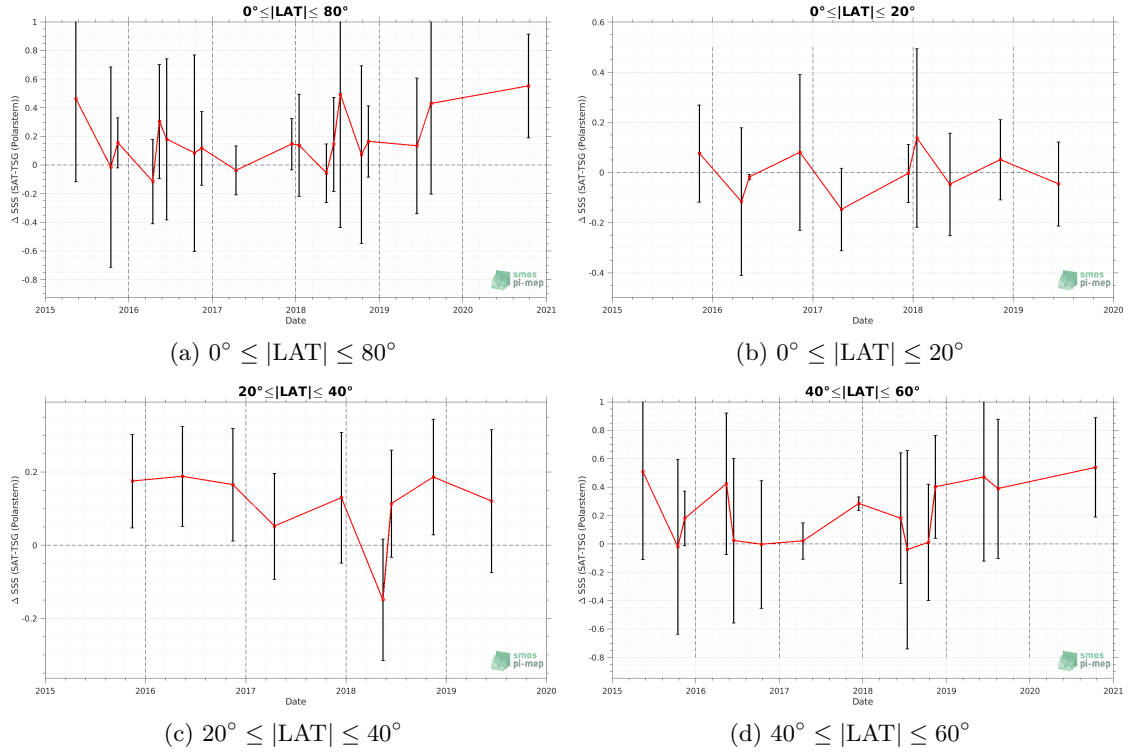 0°≤|LAT|≤ 80°
Δ SSS (SAT-TSG (Polarstern))
1
0.8
0.6
0.4
0.2
0
-0.2
-0.4
-0.6
-0.8
2015
2016
2017
2018
2019
2020
2021
Date
smos
pi-mep
(a) 0° ≤ |LAT| ≤ 80°
0°≤|LAT|≤ 20°
Δ SSS (SAT-TSG (Polarstern))
0.6
0.4
0.2
0
-0.2
-0.4
2015
2016
2017
2018
2019
2020
Date
smos
pi-mep
(b) 0° ≤ |LAT| ≤ 20°
20°≤|LAT|≤ 40°
Δ SSS (SAT-TSG (Polarstern))
0.2
0
-0.2
2015
2016
2017
2018
2019
2020
Date
smos
pi-mep
(c) 20° ≤ |LAT| ≤ 40°
40°≤|LAT|≤ 60°
Δ SSS (SAT-TSG (Polarstern))
1
0.8
0.6
0.4
0.2
0
-0.2
-0.4
-0.6
-0.8
2015
2016
2017
2018
2019
2020
2021
Date
smos
pi-mep
(d) 40° ≤ |LAT| ≤ 60°